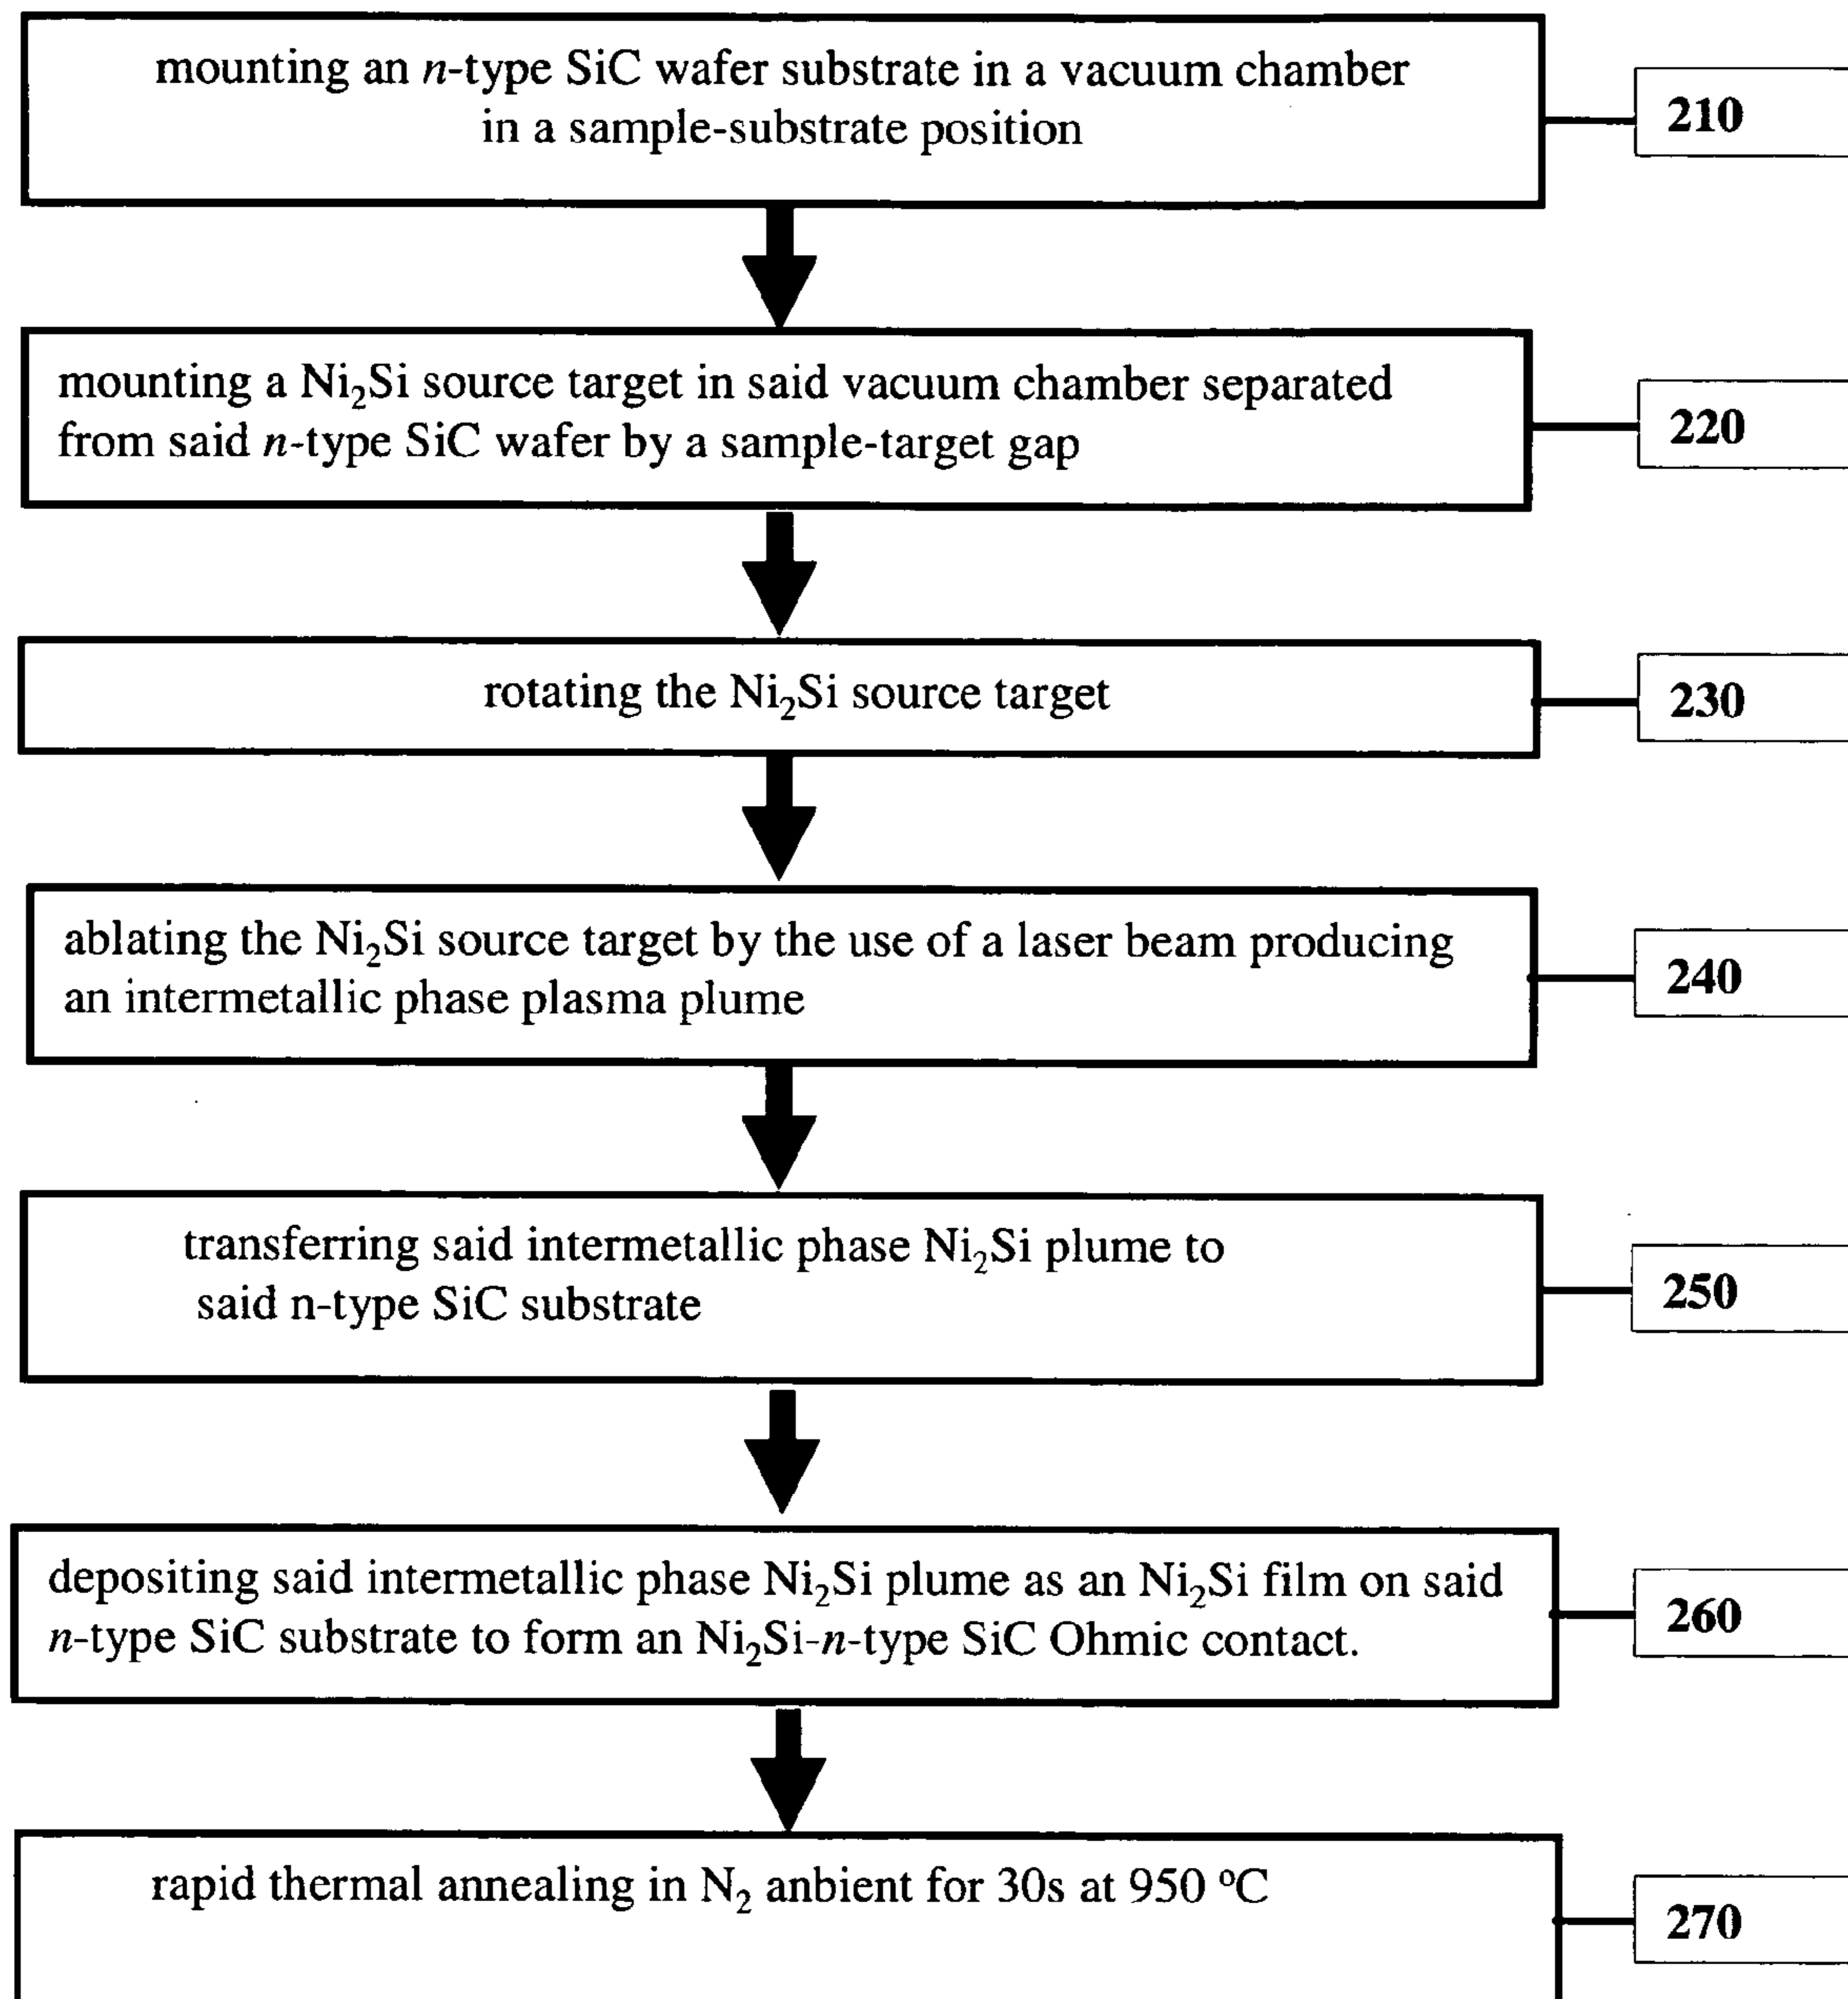 mounting an n-type SiC wafer substrate in a vacuum chamber
in a sample-substrate position
210
mounting a Ni₂Si source target in said vacuum chamber separated
from said n-type SiC wafer by a sample-target gap
220
rotating the Ni₂Si source target
230
ablating the Ni₂Si source target by the use of a laser beam producing
an intermetallic phase plasma plume
240
transferring said intermetallic phase Ni₂Si plume to
said n-type SiC substrate
250
depositing said intermetallic phase Ni₂Si plume as an Ni₂Si film on said
n-type SiC substrate to form an Ni₂Si-n-type SiC Ohmic contact.
260
rapid thermal annealing in N₂ anbient for 30s at 950 °C
270